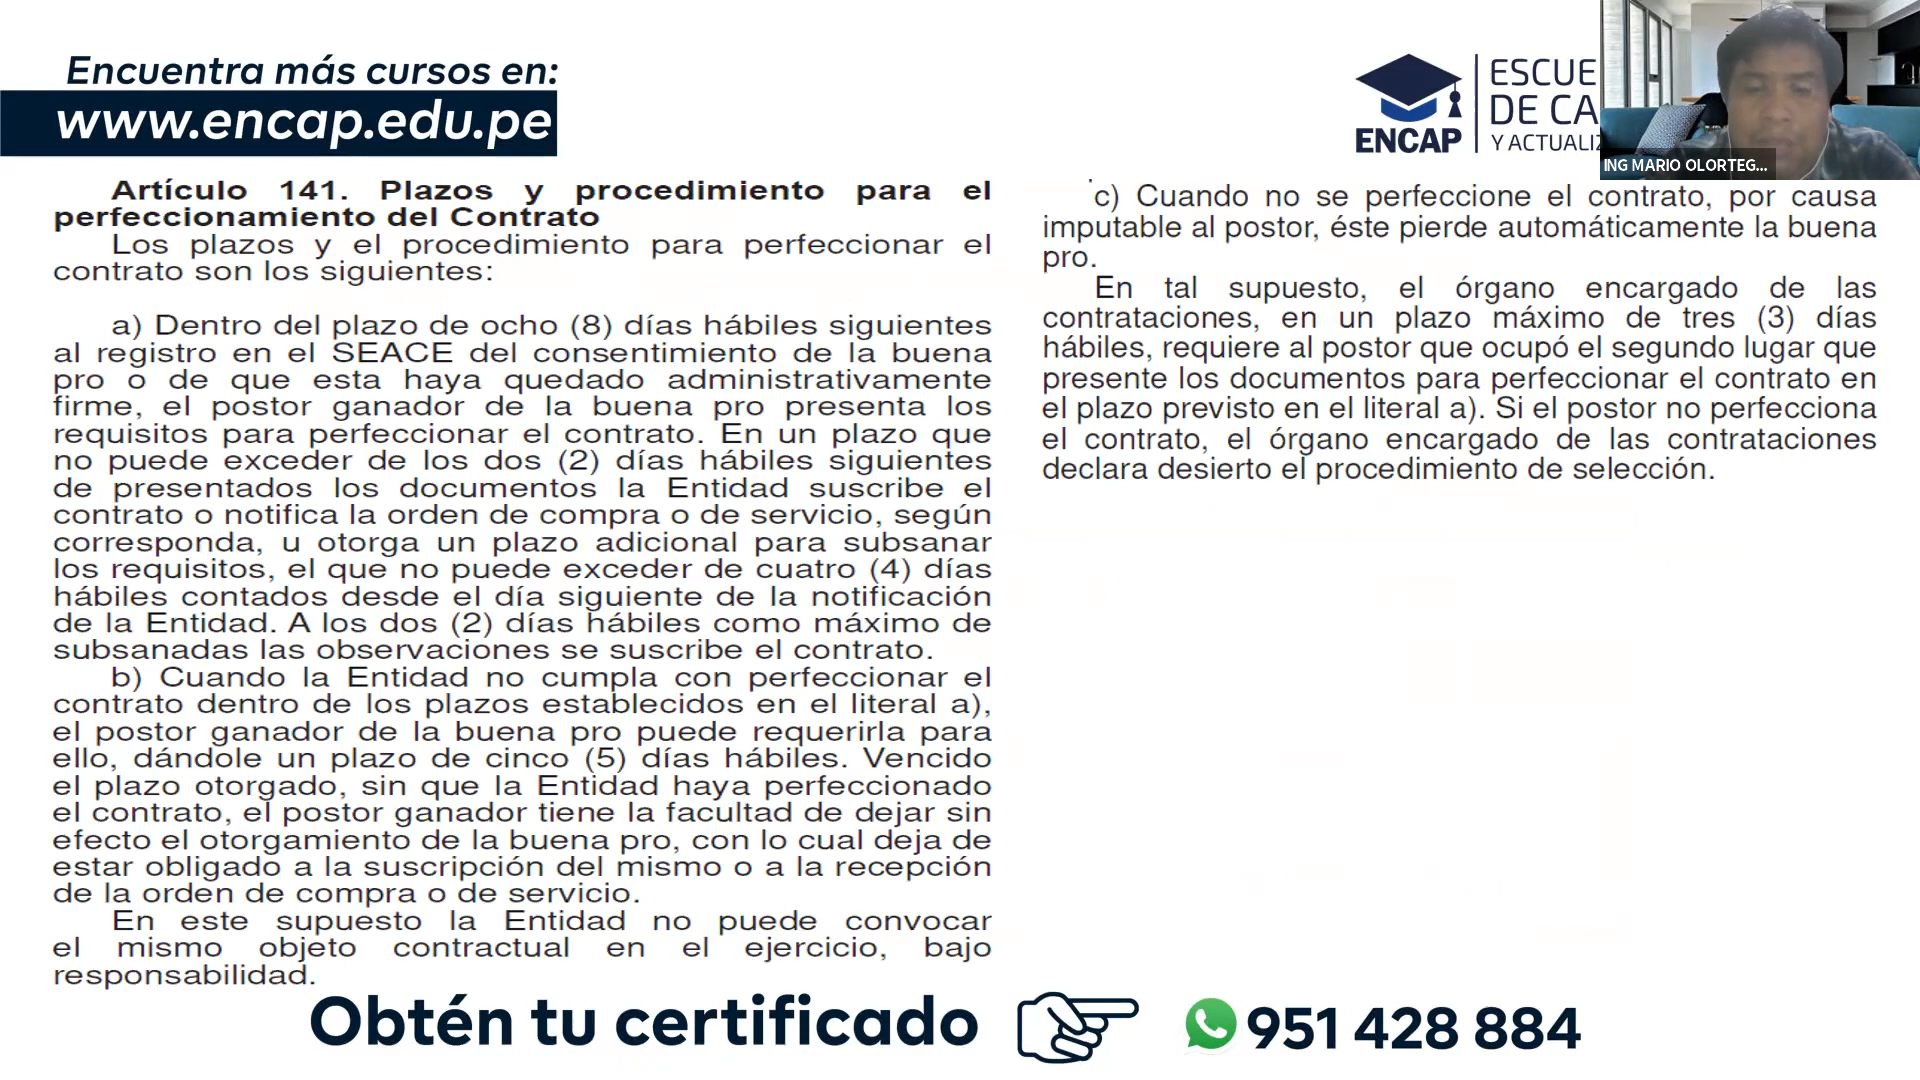 Encuentra más cursos en:
www.encap.edu.pe
ENCAP
ESCUE
DE CA
Y ACTUALIZ
ING MARIO OLORTEG...
Artículo 141. Plazos y procedimiento para el
perfeccionamiento del Contrato
Los plazos y el procedimiento para perfeccionar el
contrato son los siguientes:
a) Dentro del plazo de ocho (8) días hábiles siguientes
al registro en el SEACE del consentimiento de la buena
pro o de que esta haya quedado administrativamente
firme, el postor ganador de la buena pro presenta los
requisitos para perfeccionar el contrato. En un plazo que
no puede exceder de los dos (2) días hábiles siguientes
de presentados los documentos la Entidad suscribe el
contrato o notifica la orden de compra o de servicio, según
corresponda, u otorga un plazo adicional para subsanar
los requisitos, el que no puede exceder de cuatro (4) días
hábiles contados desde el día siguiente de la notificación
de la Entidad. A los dos (2) días hábiles como máximo de
subsanadas las observaciones se suscribe el contrato.
b) Cuando la Entidad no cumpla con perfeccionar el
contrato dentro de los plazos establecidos en el literal a),
el postor ganador de la buena pro puede requerirla para
ello, dándole un plazo de cinco (5) días hábiles. Vencido
el plazo otorgado, sin que la Entidad haya perfeccionado
el contrato, el postor ganador tiene la facultad de dejar sin
efecto el otorgamiento de la buena pro, con lo cual deja de
estar obligado a la suscripción del mismo o a la recepción
de la orden de compra o de servicio.
En este supuesto la Entidad no puede convocar
el mismo objeto contractual en el ejercicio, bajo
responsabilidad.
c) Cuando no se perfeccione el contrato, por causa
imputable al postor, éste pierde automáticamente la buena
pro.
En tal supuesto, el órgano encargado de las
contrataciones, en un plazo máximo de tres (3) días
hábiles, requiere al postor que ocupó el segundo lugar que
presente los documentos para perfeccionar el contrato en
el plazo previsto en el literal a). Si el postor no perfecciona
el contrato, el órgano encargado de las contrataciones
declara desierto el procedimiento de selección.
Obtén tu certificado
951 428 884